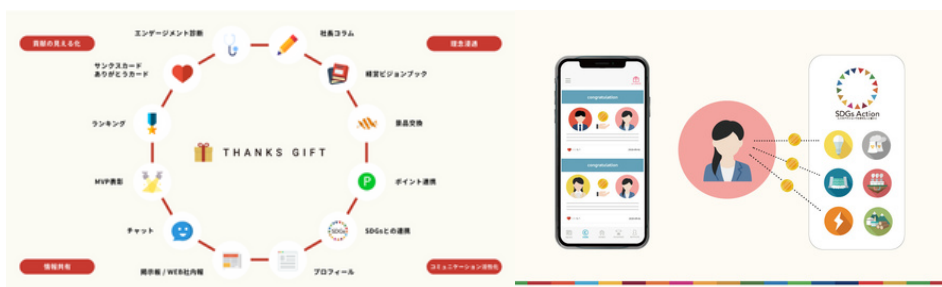 エンゲージメント診断
社長コラム
貢献の見える化
理念浸透
サンクスカード
ありがとうカード
経営ビジョンブック
ランキング
景品交換
THANKS GIFT
MVP表彰
P
ポイント連携
チャット
SDGs
SDGsとの連携
掲示板 / WEB社内報
プロフィール
情報共有
コミュニケーション活性化
congratulation
congratulation
SDGs Action